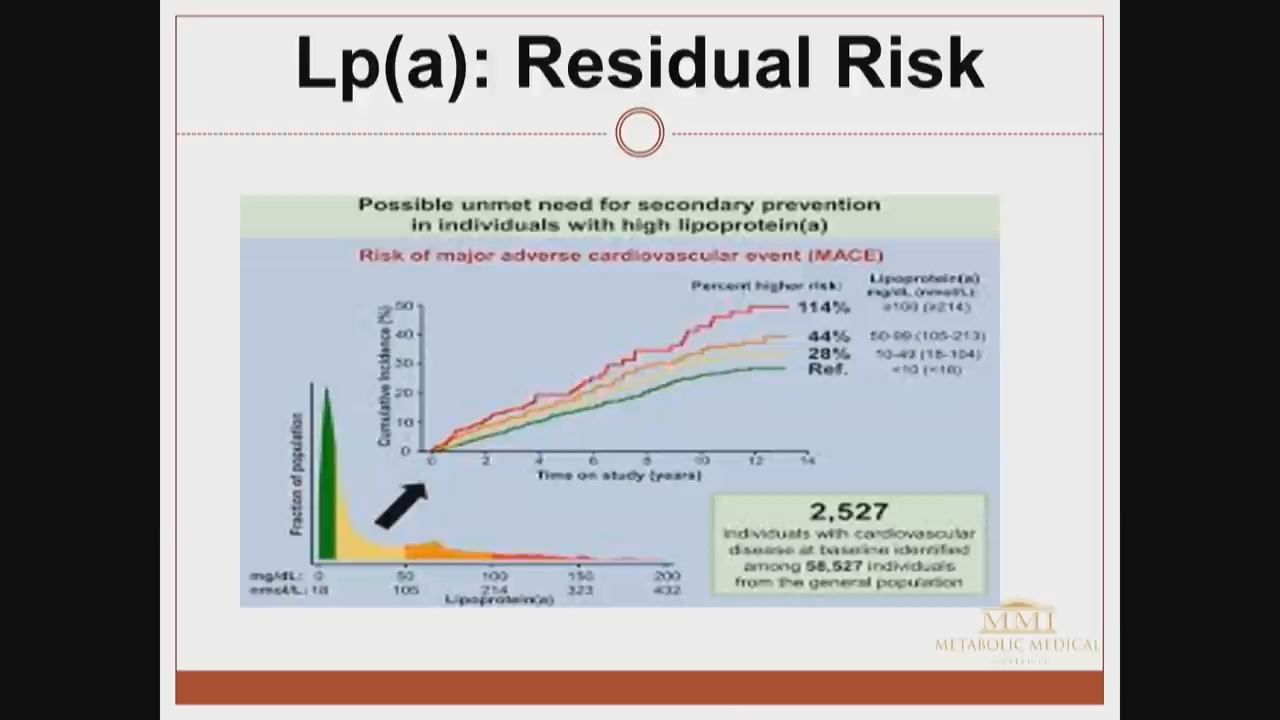 Lp(a): Residual Risk
Possible unmet need for secondary prevention
in individuals with high lipoprotein(a)
Risk of major adverse cardiovascular event (MACE)
Percent higher risk:
Lipoprotein(a)
mg/dL (nmol/L):
114% ≥100 (≥214)
44% 50-99 (105-213)
28% 10-49 (18-104)
Ref. <10 (<18)
Cumulative incidence (%)
50
40
30
20
10
0
0 2 4 6 8 10 12 14
Time on study (years)
Fraction of population
mg/dL: 0 50 100 150 200
nmol/L: 18 105 214 323 432
Lipoprotein(a)
2,527
individuals with cardiovascular
disease at baseline identified
among 58,527 individuals
from the general population
MMI
METABOLIC MEDICAL